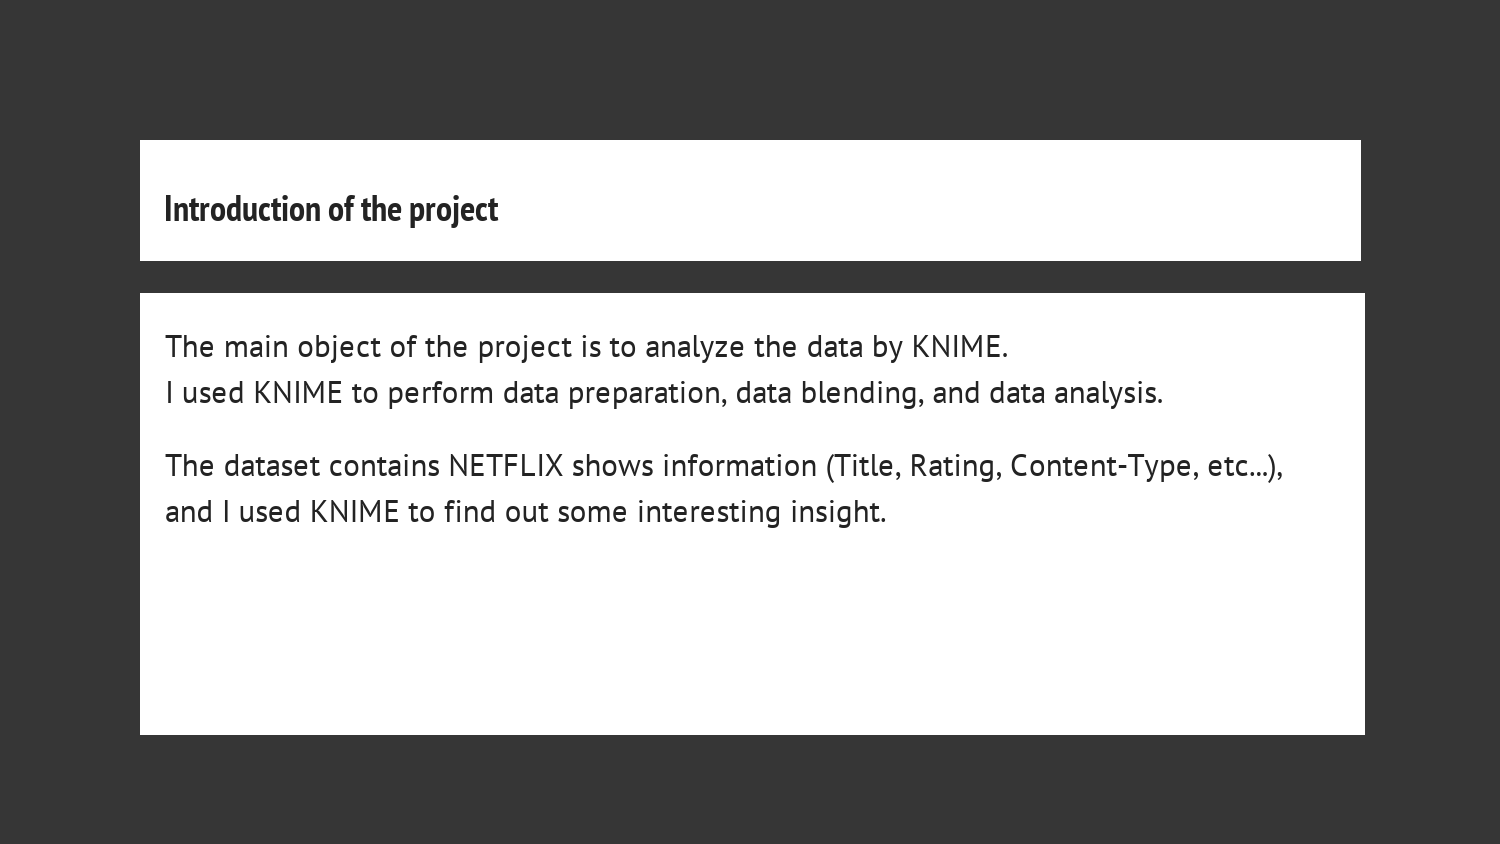 Introduction of the project
The main object of the project is to analyze the data by KNIME.
I used KNIME to perform data preparation, data blending, and data analysis.
The dataset contains NETFLIX shows information (Title, Rating, Content-Type, etc...),
and I used KNIME to find out some interesting insight.